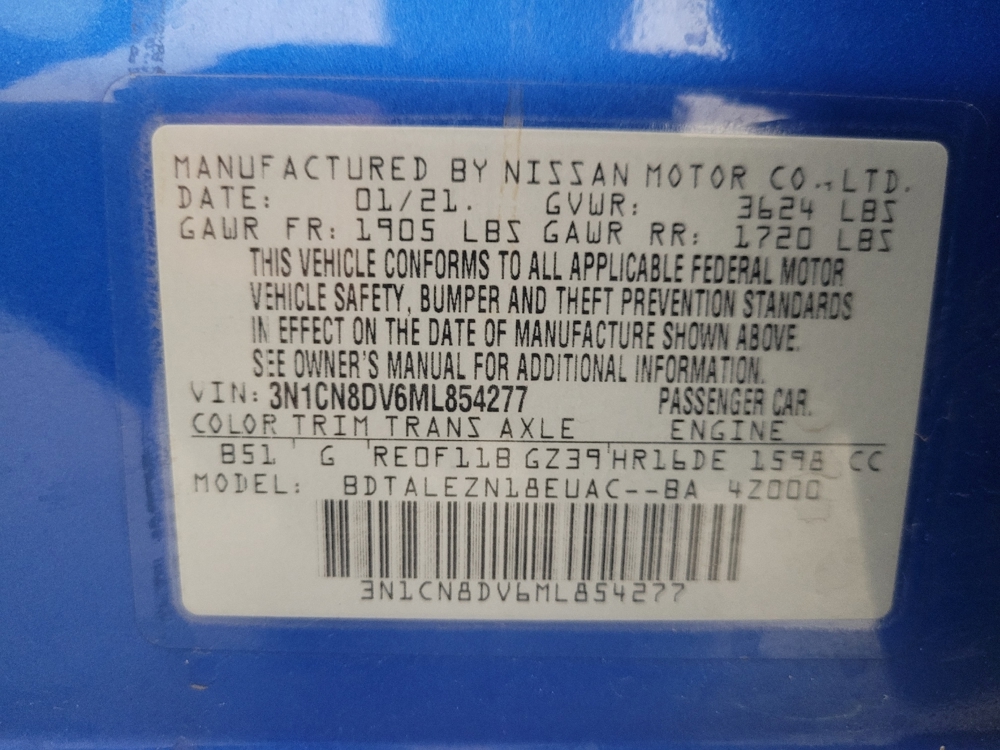 MANUFACTURED BY NISSAN MOTOR CO.,LTD.
DATE: 01/21. GVWR: 3624 LBS
GAWR FR: 1905 LBS GAWR RR: 1720 LBS
THIS VEHICLE CONFORMS TO ALL APPLICABLE FEDERAL MOTOR
VEHICLE SAFETY, BUMPER AND THEFT PREVENTION STANDARDS
IN EFFECT ON THE DATE OF MANUFACTURE SHOWN ABOVE.
SEE OWNER'S MANUAL FOR ADDITIONAL INFORMATION.
VIN: 3N1CN8DV6ML854277 PASSENGER CAR.
COLOR TRIM TRANS AXLE ENGINE
B51 G RE0F11B GZ39 HR16DE 1598 CC
MODEL: BDTALEZN18EUAC--BA 42000
3N1CN8DV6ML854277